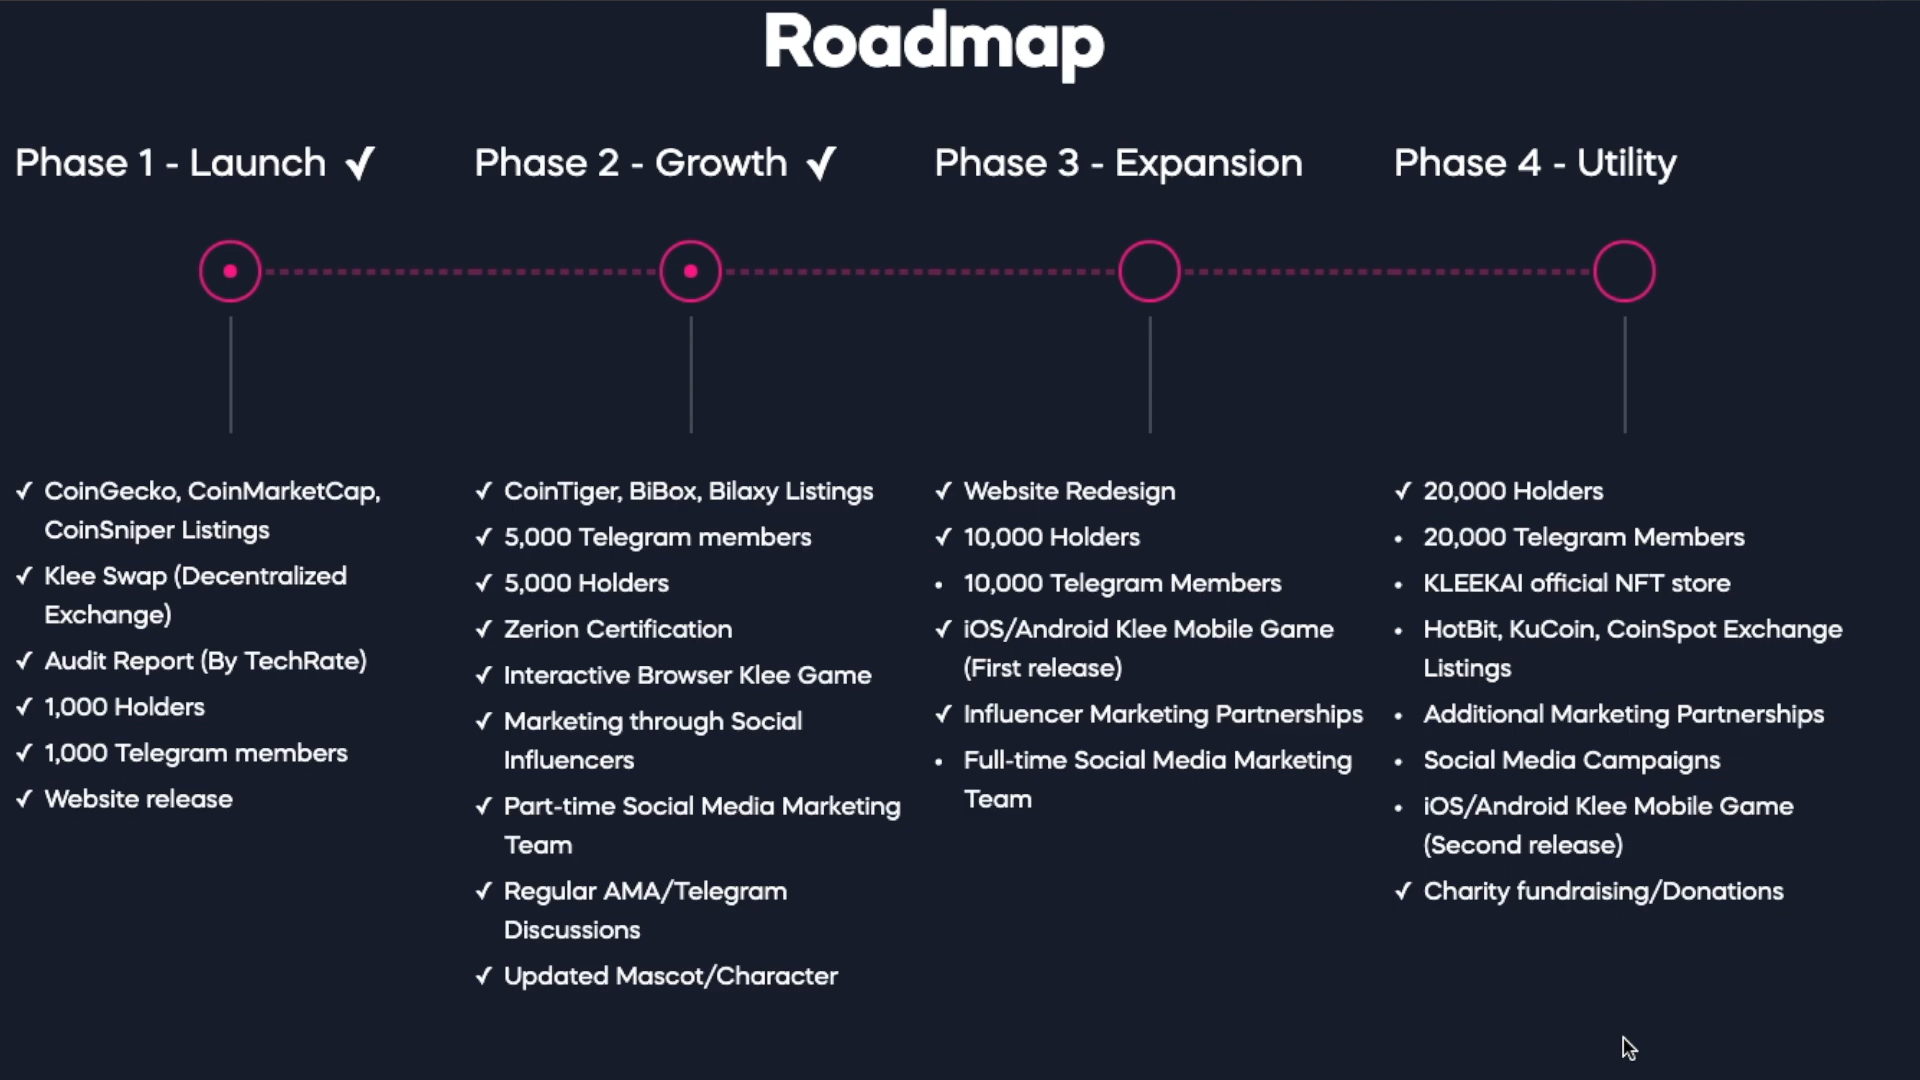 Roadmap
Phase 1 - Launch ✓
✓ CoinGecko, CoinMarketCap,
CoinSniper Listings
✓ Klee Swap (Decentralized
Exchange)
✓ Audit Report (By TechRate)
✓ 1,000 Holders
✓ 1,000 Telegram members
✓ Website release
Phase 2 - Growth ✓
✓ CoinTiger, BiBox, Bilaxy Listings
✓ 5,000 Telegram members
✓ 5,000 Holders
✓ Zerion Certification
✓ Interactive Browser Klee Game
✓ Marketing through Social
Influencers
✓ Part-time Social Media Marketing
Team
✓ Regular AMA/Telegram
Discussions
✓ Updated Mascot/Character
Phase 3 - Expansion
✓ Website Redesign
✓ 10,000 Holders
• 10,000 Telegram Members
✓ iOS/Android Klee Mobile Game
(First release)
✓ Influencer Marketing Partnerships
• Full-time Social Media Marketing
Team
Phase 4 - Utility
✓ 20,000 Holders
• 20,000 Telegram Members
• KLEEKAI official NFT store
• HotBit, KuCoin, CoinSpot Exchange
Listings
• Additional Marketing Partnerships
• Social Media Campaigns
• iOS/Android Klee Mobile Game
(Second release)
✓ Charity fundraising/Donations